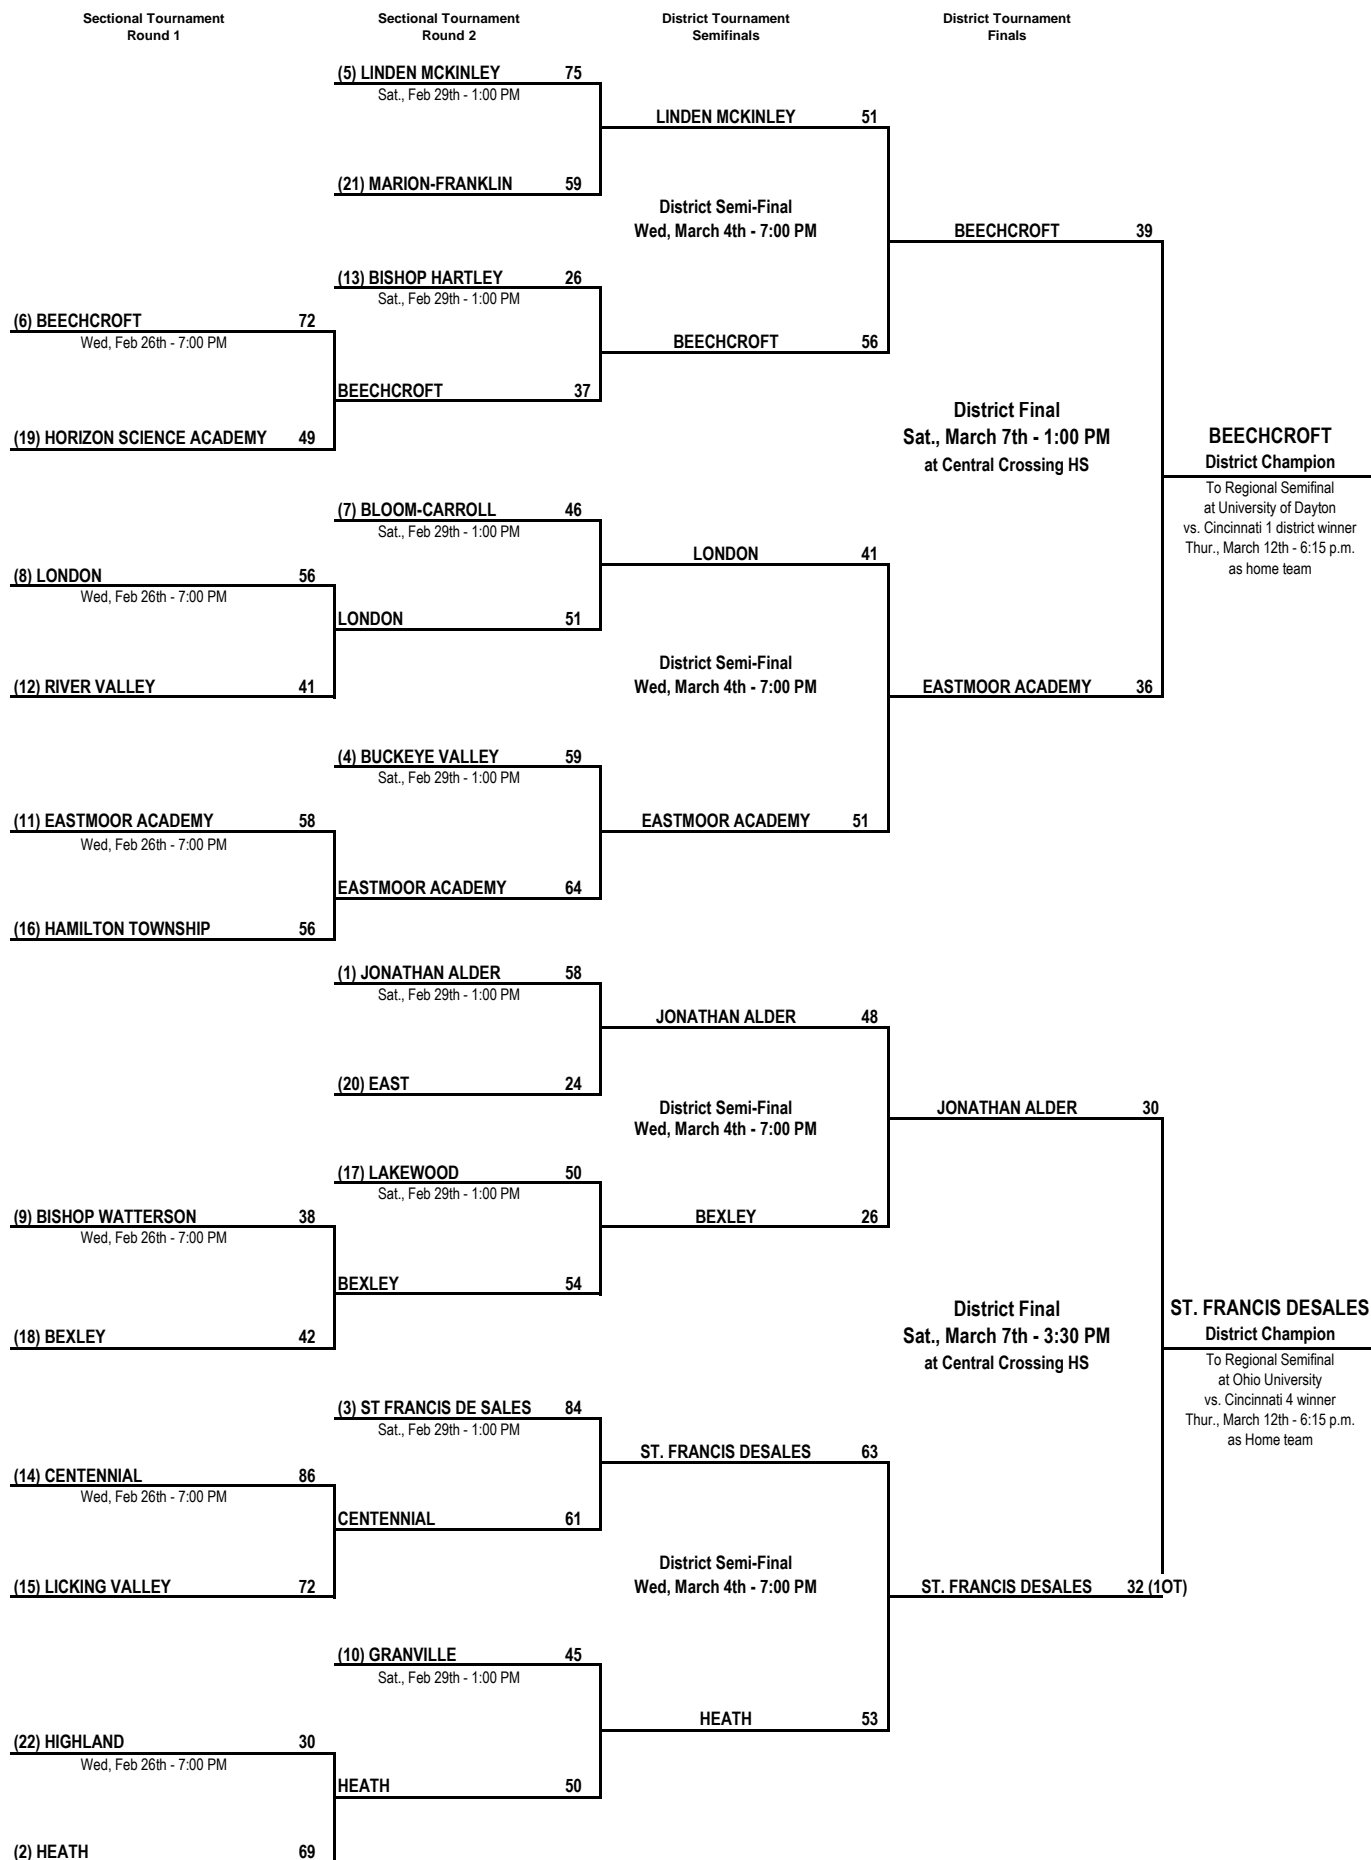 Sectional Tournament
Round 1
Sectional Tournament
Round 2
District Tournament
Semifinals
District Tournament
Finals
(5) LINDEN MCKINLEY 75
Sat., Feb 29th - 1:00 PM
LINDEN MCKINLEY 51
(21) MARION-FRANKLIN 59
District Semi-Final
Wed, March 4th - 7:00 PM
BEECHCROFT 39
(13) BISHOP HARTLEY 26
Sat., Feb 29th - 1:00 PM
(6) BEECHCROFT 72
Wed, Feb 26th - 7:00 PM
BEECHCROFT 56
BEECHCROFT 37
(19) HORIZON SCIENCE ACADEMY 49
District Final
Sat., March 7th - 1:00 PM
at Central Crossing HS
BEECHCROFT
District Champion
To Regional Semifinal
at University of Dayton
vs. Cincinnati 1 district winner
Thur., March 12th - 6:15 p.m.
as home team
(7) BLOOM-CARROLL 46
Sat., Feb 29th - 1:00 PM
LONDON 41
(8) LONDON 56
Wed, Feb 26th - 7:00 PM
LONDON 51
District Semi-Final
Wed, March 4th - 7:00 PM
(12) RIVER VALLEY 41
EASTMOOR ACADEMY 36
(4) BUCKEYE VALLEY 59
Sat., Feb 29th - 1:00 PM
(11) EASTMOOR ACADEMY 58
Wed, Feb 26th - 7:00 PM
EASTMOOR ACADEMY 51
EASTMOOR ACADEMY 64
(16) HAMILTON TOWNSHIP 56
(1) JONATHAN ALDER 58
Sat., Feb 29th - 1:00 PM
JONATHAN ALDER 48
(20) EAST 24
District Semi-Final
Wed, March 4th - 7:00 PM
JONATHAN ALDER 30
(17) LAKEWOOD 50
Sat., Feb 29th - 1:00 PM
(9) BISHOP WATTERSON 38
Wed, Feb 26th - 7:00 PM
BEXLEY 26
BEXLEY 54
(18) BEXLEY 42
District Final
Sat., March 7th - 3:30 PM
at Central Crossing HS
ST. FRANCIS DESALES
District Champion
To Regional Semifinal
at Ohio University
vs. Cincinnati 4 winner
Thur., March 12th - 6:15 p.m.
as Home team
(3) ST FRANCIS DE SALES 84
Sat., Feb 29th - 1:00 PM
ST. FRANCIS DESALES 63
(14) CENTENNIAL 86
Wed, Feb 26th - 7:00 PM
CENTENNIAL 61
District Semi-Final
Wed, March 4th - 7:00 PM
(15) LICKING VALLEY 72
ST. FRANCIS DESALES 32 (1OT)
(10) GRANVILLE 45
Sat., Feb 29th - 1:00 PM
HEATH 53
(22) HIGHLAND 30
Wed, Feb 26th - 7:00 PM
HEATH 50
(2) HEATH 69